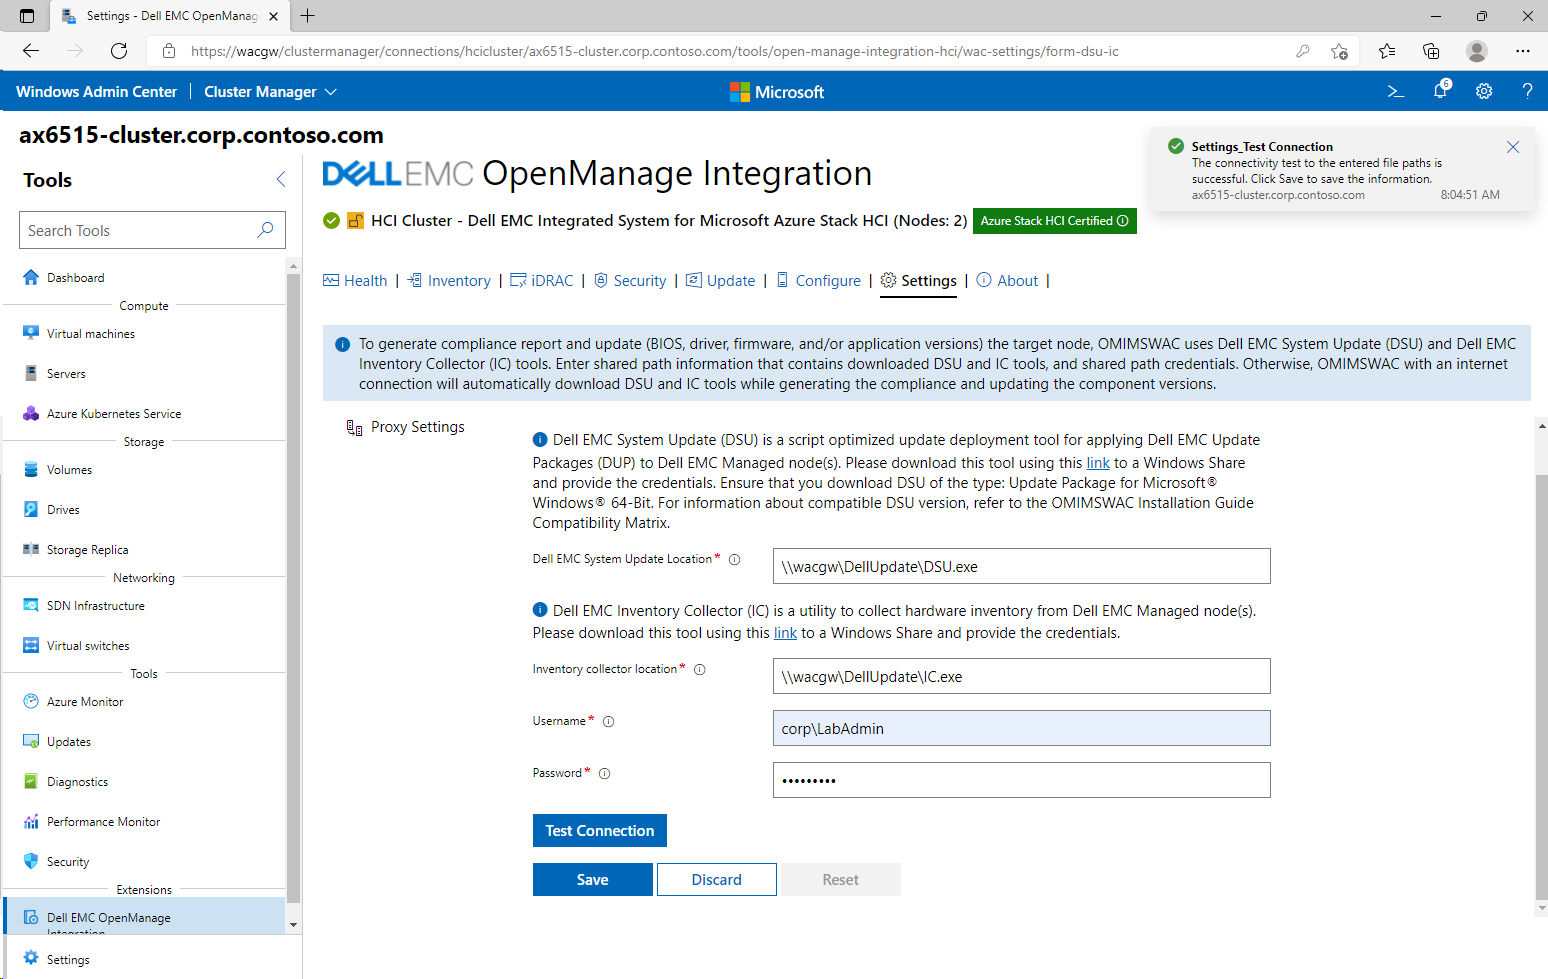 Settings - Dell EMC OpenManag
https://wacgw/clustermanager/connections/hcicluster/ax6515-cluster.corp.contoso.com/tools/open-manage-integration-hci/wac-settings/form-dsu-ic
Windows Admin Center | Cluster Manager
Microsoft
6
ax6515-cluster.corp.contoso.com
Settings_Test Connection
The connectivity test to the entered file paths is
successful. Click Save to save the information.
ax6515-cluster.corp.contoso.com 8:04:51 AM
Tools
Search Tools
Dashboard
Compute
Virtual machines
Servers
Azure Kubernetes Service
Storage
Volumes
Drives
Storage Replica
Networking
SDN Infrastructure
Virtual switches
Tools
Azure Monitor
Updates
Diagnostics
Performance Monitor
Security
Extensions
Dell EMC OpenManage
Integration
Settings
DELL EMC OpenManage Integration
HCI Cluster - Dell EMC Integrated System for Microsoft Azure Stack HCI (Nodes: 2) Azure Stack HCI Certified
Health | Inventory | iDRAC | Security | Update | Configure | Settings | About |
To generate compliance report and update (BIOS, driver, firmware, and/or application versions) the target node, OMIMSWAC uses Dell EMC System Update (DSU) and Dell EMC
Inventory Collector (IC) tools. Enter shared path information that contains downloaded DSU and IC tools, and shared path credentials. Otherwise, OMIMSWAC with an internet
connection will automatically download DSU and IC tools while generating the compliance and updating the component versions.
Proxy Settings
Dell EMC System Update (DSU) is a script optimized update deployment tool for applying Dell EMC Update
Packages (DUP) to Dell EMC Managed node(s). Please download this tool using this link to a Windows Share
and provide the credentials. Ensure that you download DSU of the type: Update Package for Microsoft®
Windows® 64-Bit. For information about compatible DSU version, refer to the OMIMSWAC Installation Guide
Compatibility Matrix.
Dell EMC System Update Location*
\\wacgw\DellUpdate\DSU.exe
Dell EMC Inventory Collector (IC) is a utility to collect hardware inventory from Dell EMC Managed node(s).
Please download this tool using this link to a Windows Share and provide the credentials.
Inventory collector location*
\\wacgw\DellUpdate\IC.exe
Username*
corp\LabAdmin
Password*
•••••••••
Test Connection
Save
Discard
Reset